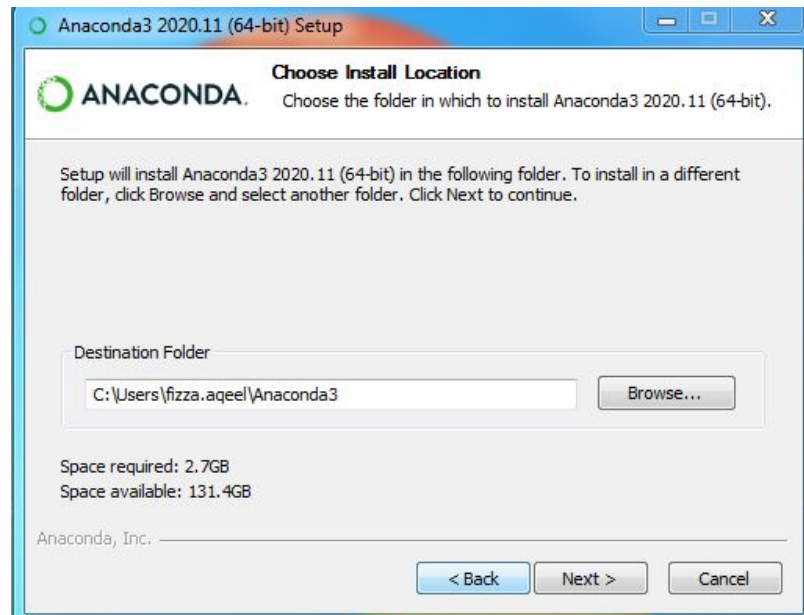 Anaconda3 2020.11 (64-bit) Setup
ANACONDA.
Choose Install Location
Choose the folder in which to install Anaconda3 2020.11 (64-bit).
Setup will install Anaconda3 2020.11 (64-bit) in the following folder. To install in a different
folder, click Browse and select another folder. Click Next to continue.
Destination Folder
C:\Users\fizza.aqeel\Anaconda3
Browse...
Space required: 2.7GB
Space available: 131.4GB
Anaconda, Inc.
< Back
Next >
Cancel